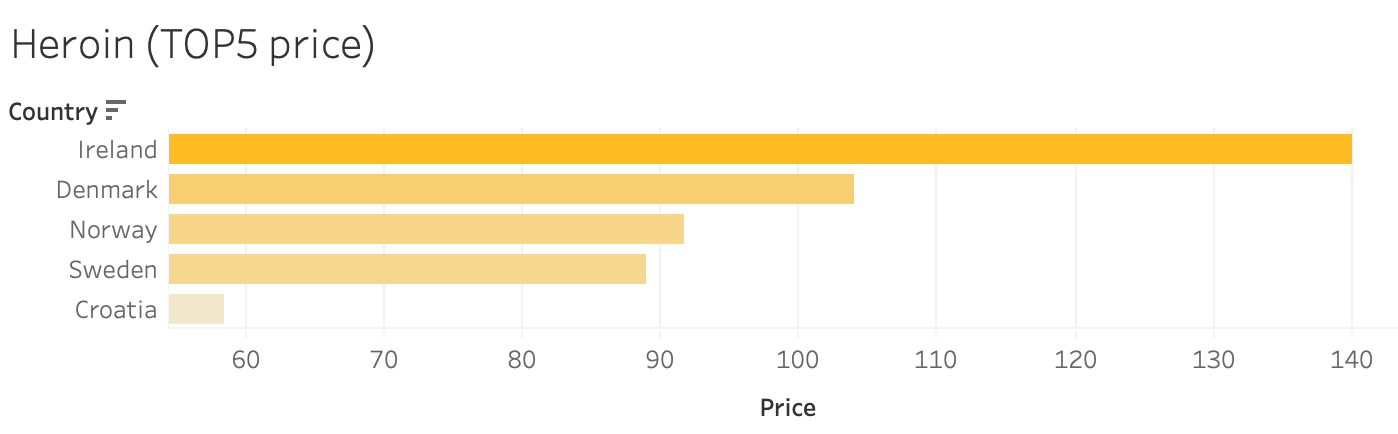 Heroin (TOP5 price)
Country
Ireland
Denmark
Norway
Sweden
Croatia
60 70 80 90 100 110 120 130 140
Price